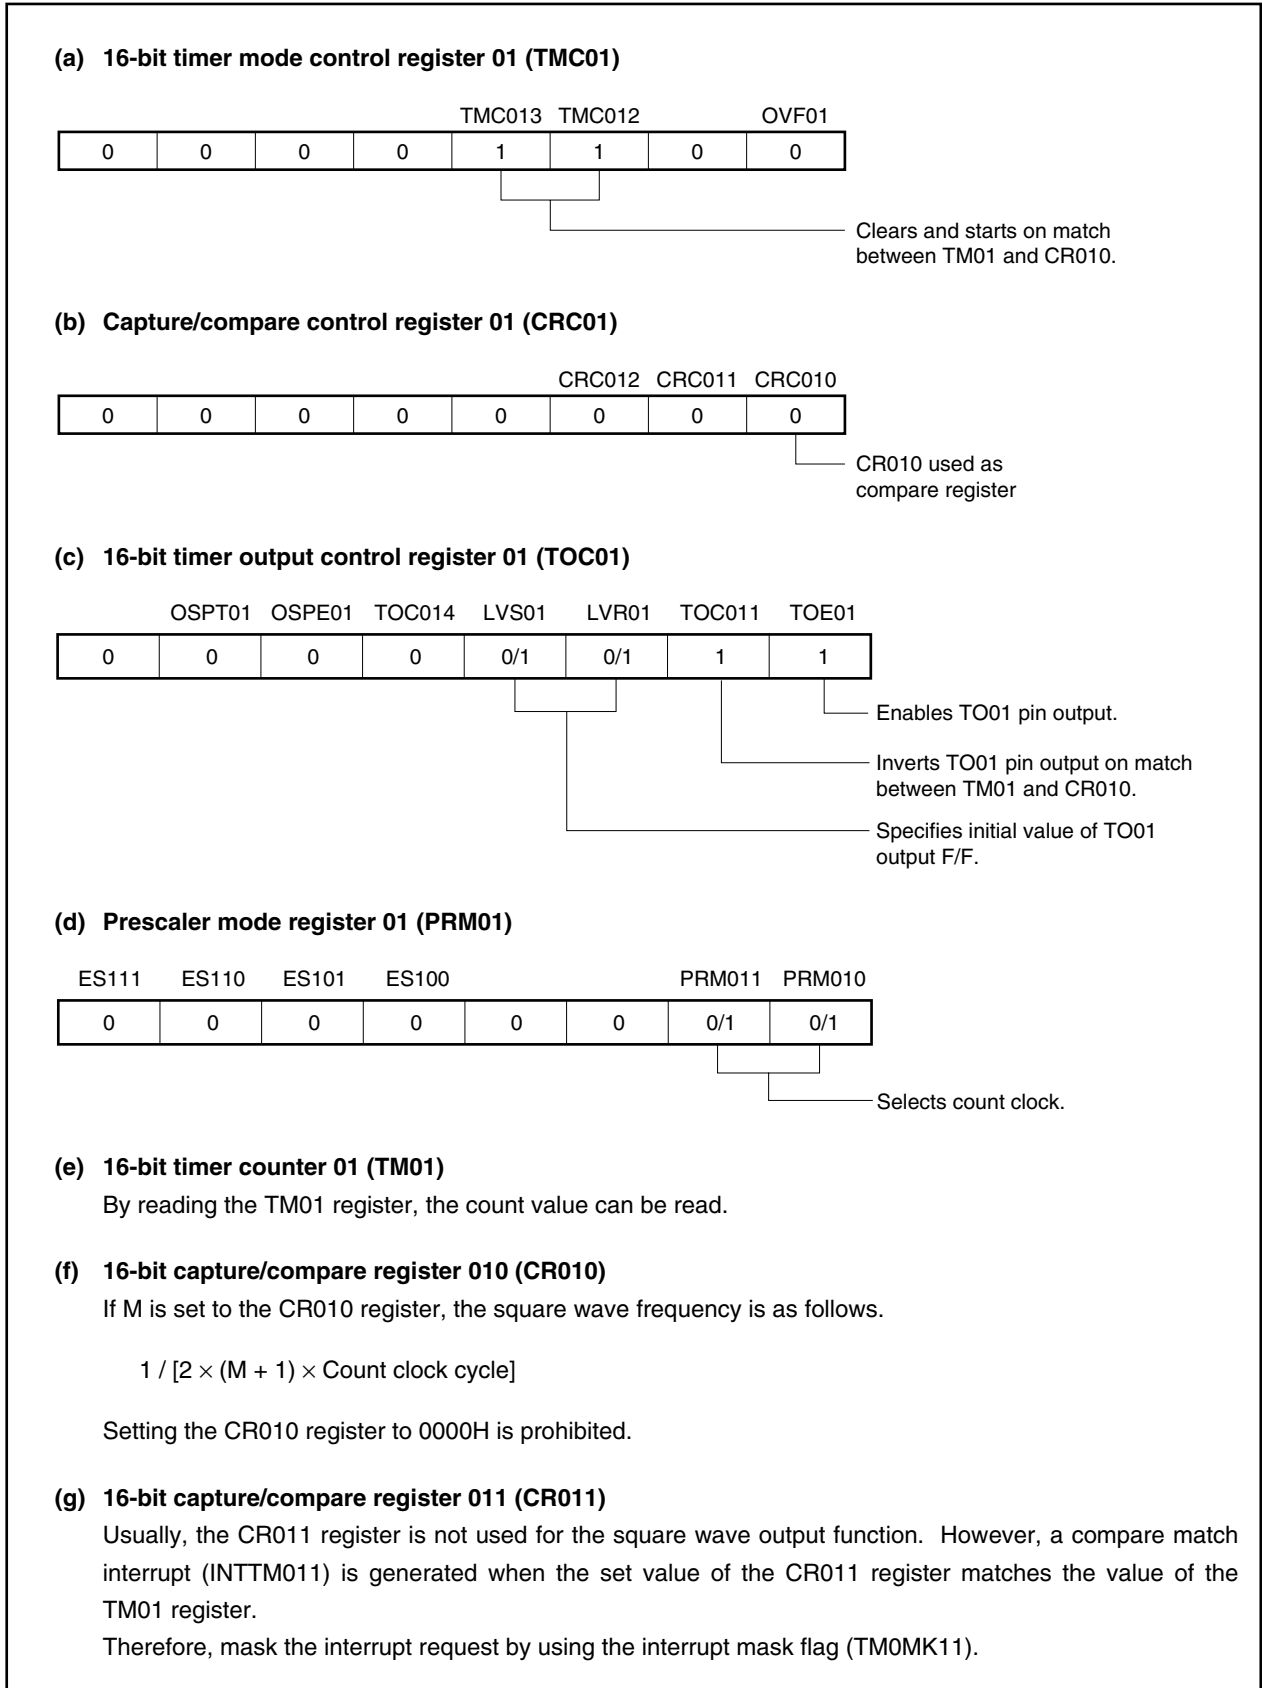 (a) 16-bit timer mode control register 01 (TMC01)
TMC013 TMC012 OVF01
0 0 0 0 1 1 0 0
Clears and starts on match
between TM01 and CR010.
(b) Capture/compare control register 01 (CRC01)
CRC012 CRC011 CRC010
0 0 0 0 0 0 0 0
CR010 used as
compare register
(c) 16-bit timer output control register 01 (TOC01)
OSPT01 OSPE01 TOC014 LVS01 LVR01 TOC011 TOE01
0 0 0 0 0/1 0/1 1 1
Enables TO01 pin output.
Inverts TO01 pin output on match
between TM01 and CR010.
Specifies initial value of TO01
output F/F.
(d) Prescaler mode register 01 (PRM01)
ES111 ES110 ES101 ES100 PRM011 PRM010
0 0 0 0 0 0 0/1 0/1
Selects count clock.
(e) 16-bit timer counter 01 (TM01)
By reading the TM01 register, the count value can be read.
(f) 16-bit capture/compare register 010 (CR010)
If M is set to the CR010 register, the square wave frequency is as follows.
1 / [2 × (M + 1) × Count clock cycle]
Setting the CR010 register to 0000H is prohibited.
(g) 16-bit capture/compare register 011 (CR011)
Usually, the CR011 register is not used for the square wave output function. However, a compare match
interrupt (INTTM011) is generated when the set value of the CR011 register matches the value of the
TM01 register.
Therefore, mask the interrupt request by using the interrupt mask flag (TM0MK11).